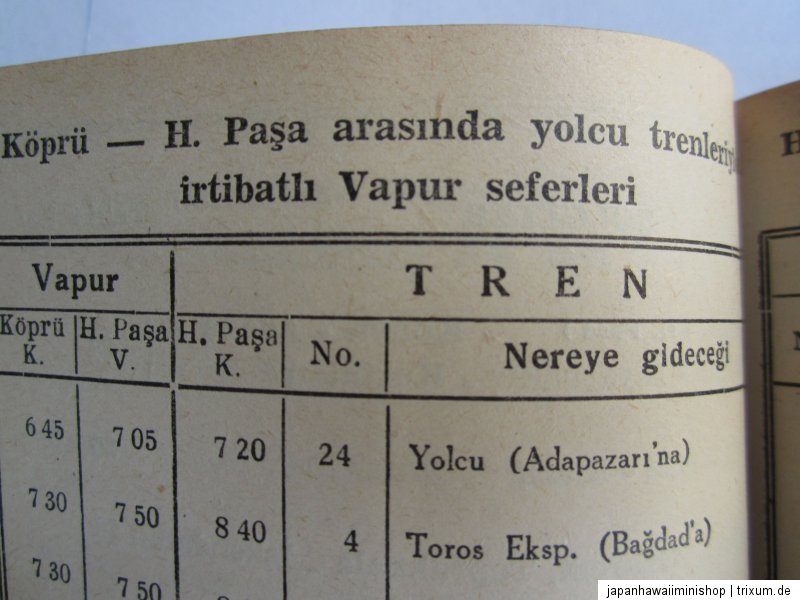 Köprü — H. Paşa arasında yolcu trenleriyle
irtibatlı Vapur seferleri
Vapur TREN
Köprü K. H. Paşa V. H. Paşa K. No. Nereye gideceği
6 45 7 05 7 20 24 Yolcu (Adapazarı'na)
7 30 7 50 8 40 4 Toros Eksp. (Bağdad'a)
7 30 7 50
japanhawaiiminishop | trixum.de